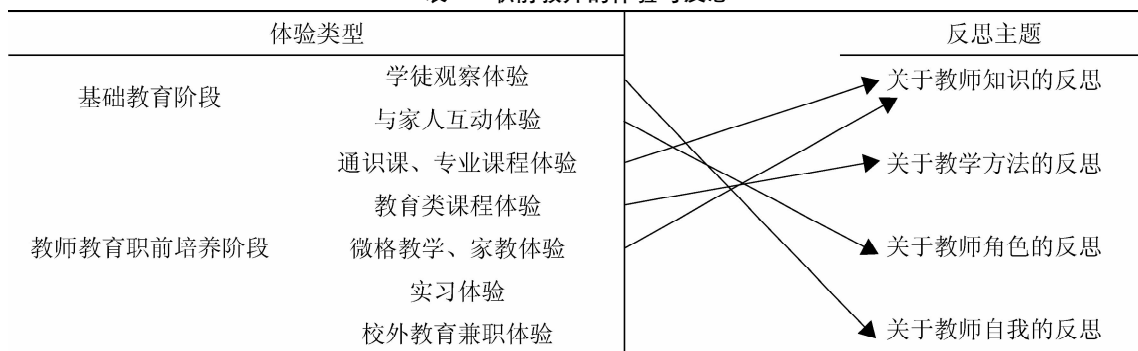 体验类型 反思主题
学徒观察体验 关于教师知识的反思
基础教育阶段
与家人互动体验
通识课、专业课程体验 关于教学方法的反思
教育类课程体验
教师教育职前培养阶段 微格教学、家教体验 关于教师角色的反思
实习体验
校外教育兼职体验 关于教师自我的反思